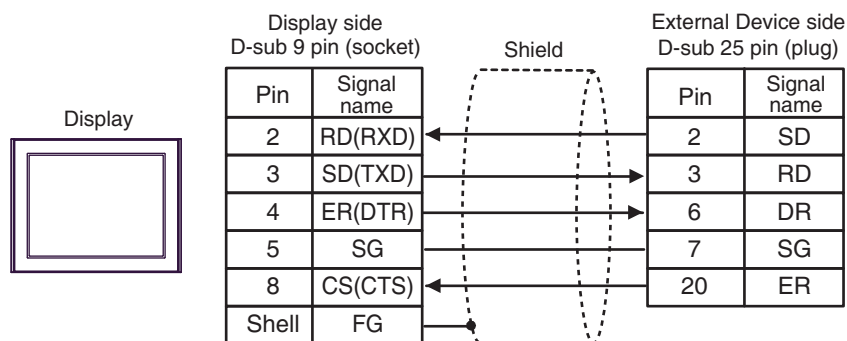 Display side
D-sub 9 pin (socket)
Shield
External Device side
D-sub 25 pin (plug)
Display
Pin Signal name Pin Signal name
2 RD(RXD) 2 SD
3 SD(TXD) 3 RD
4 ER(DTR) 6 DR
5 SG 7 SG
8 CS(CTS) 20 ER
Shell FG